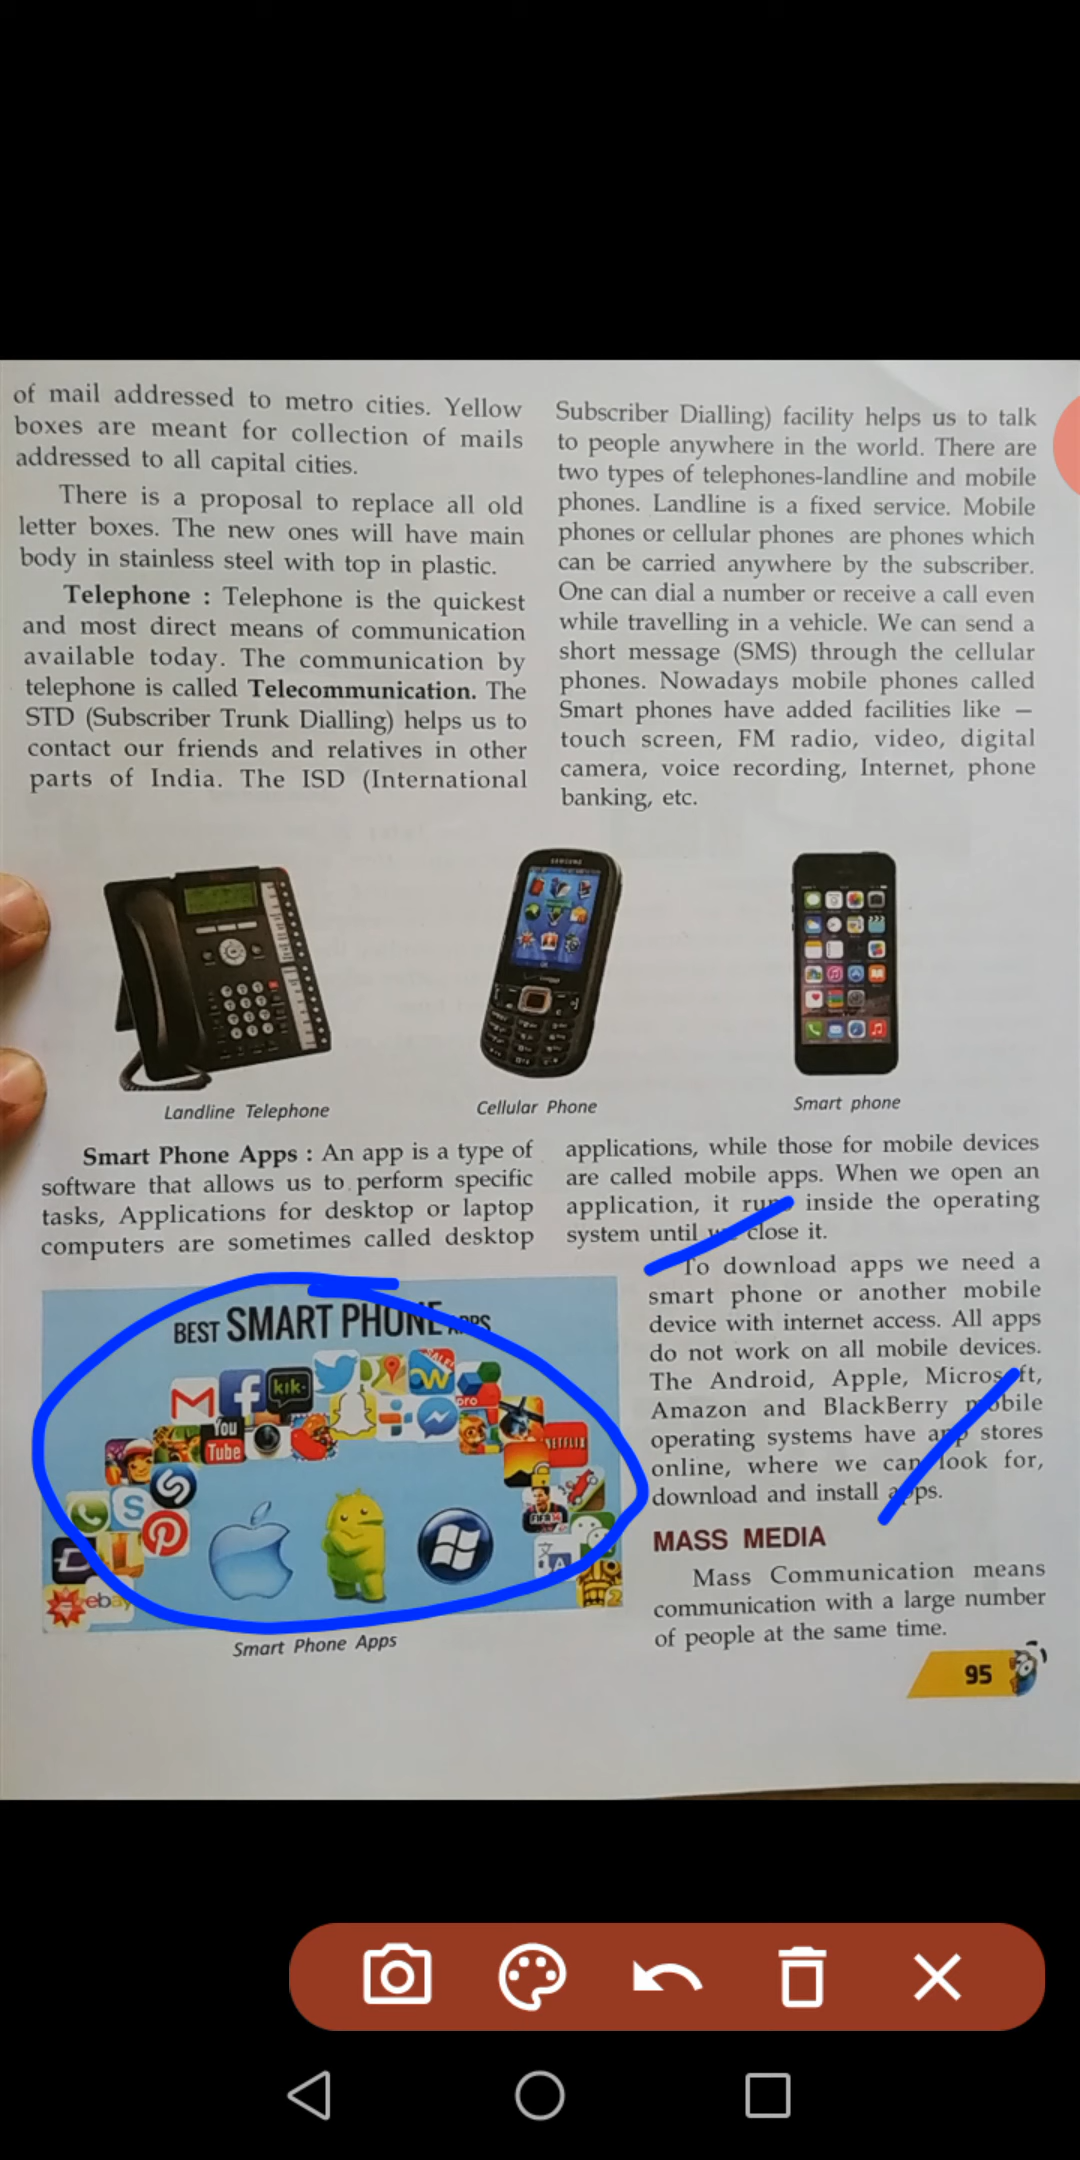 of mail addressed to metro cities. Yellow
boxes are meant for collection of mails
addressed to all capital cities.
There is a proposal to replace all old
letter boxes. The new ones will have main
body in stainless steel with top in plastic.
Telephone : Telephone is the quickest
and most direct means of communication
available today. The communication by
telephone is called Telecommunication. The
STD (Subscriber Trunk Dialling) helps us to
contact our friends and relatives in other
parts of India. The ISD (International
Subscriber Dialling) facility helps us to talk
to people anywhere in the world. There are
two types of telephones-landline and mobile
phones. Landline is a fixed service. Mobile
phones or cellular phones are phones which
can be carried anywhere by the subscriber.
One can dial a number or receive a call even
while travelling in a vehicle. We can send a
short message (SMS) through the cellular
phones. Nowadays mobile phones called
Smart phones have added facilities like —
touch screen, FM radio, video, digital
camera, voice recording, Internet, phone
banking, etc.
SAMSUNG
Landline Telephone
Cellular Phone
Smart phone
Smart Phone Apps : An app is a type of
software that allows us to perform specific
tasks, Applications for desktop or laptop
computers are sometimes called desktop
applications, while those for mobile devices
are called mobile apps. When we open an
application, it runs inside the operating
system until we close it.
To download apps we need a
smart phone or another mobile
device with internet access. All apps
do not work on all mobile devices.
The Android, Apple, Microsoft,
Amazon and BlackBerry mobile
operating systems have app stores
online, where we can look for,
download and install apps.
BEST SMART PHONE APPS
kik
pro
You
Tube
NETFLIX
FIFA 14
ebay
2
Smart Phone Apps
MASS MEDIA
Mass Communication means
communication with a large number
of people at the same time.
95